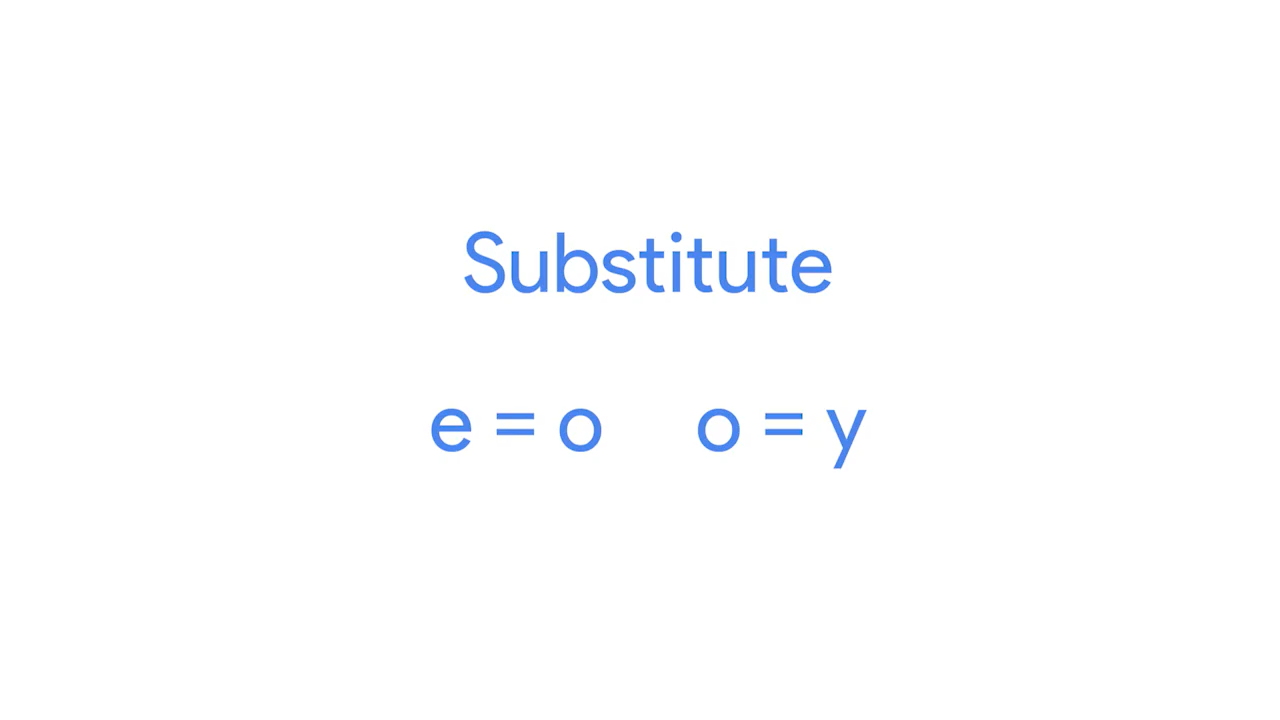 Substitute
e = o o = y